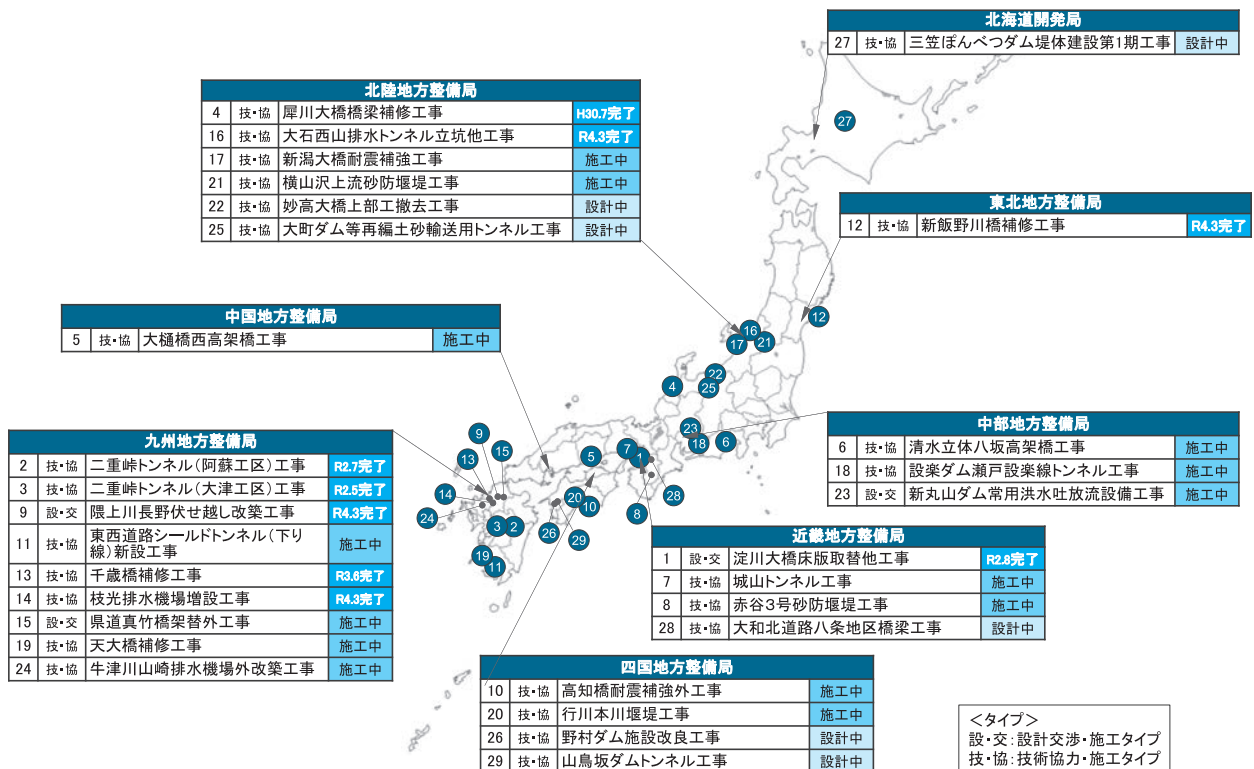 北海道開発局
27 技・協 三笠ぽんべつダム堤体建設第1期工事 設計中
北陸地方整備局
4 技・協 犀川大橋橋梁補修工事 H30.7完了
16 技・協 大石西山排水トンネル立坑他工事 R4.3完了
17 技・協 新潟大橋耐震補強工事 施工中
21 技・協 横山沢上流砂防堰堤工事 施工中
22 技・協 妙高大橋上部工撤去工事 設計中
25 技・協 大町ダム等再編土砂輸送用トンネル工事 設計中
27
東北地方整備局
12 技・協 新飯野川橋補修工事 R4.3完了
中国地方整備局
5 技・協 大樋橋西高架橋工事 施工中
16
12
17
21
22
4
25
中部地方整備局
6 技・協 清水立体八坂高架橋工事 施工中
18 技・協 設楽ダム瀬戸設楽線トンネル工事 施工中
23 設・交 新丸山ダム常用洪水吐放流設備工事 施工中
九州地方整備局
2 技・協 二重峠トンネル(阿蘇工区)工事 R2.7完了
3 技・協 二重峠トンネル(大津工区)工事 R2.5完了
9 設・交 隈上川長野伏せ越し改築工事 R4.3完了
11 技・協 東西道路シールドトンネル(下り
線)新設工事 施工中
13 技・協 千歳橋補修工事 R3.6完了
14 技・協 枝光排水機場増設工事 R4.3完了
15 設・交 県道真竹橋架替外工事 施工中
19 技・協 天大橋補修工事 施工中
24 技・協 牛津川山崎排水機場外改築工事 施工中
23
9
18
6
15
7
5
1
13
14
20
28
10
8
24
3
2
26
29
19
11
近畿地方整備局
1 設・交 淀川大橋床版取替他工事 R2.8完了
7 技・協 城山トンネル工事 施工中
8 技・協 赤谷3号砂防堰堤工事 施工中
28 技・協 大和北道路八条地区橋梁工事 設計中
四国地方整備局
10 技・協 高知橋耐震補強外工事 施工中
20 技・協 行川本川堰堤工事 施工中
26 技・協 野村ダム施設改良工事 設計中
29 技・協 山鳥坂ダムトンネル工事 設計中
<タイプ>
設・交:設計交渉・施工タイプ
技・協:技術協力・施工タイプ